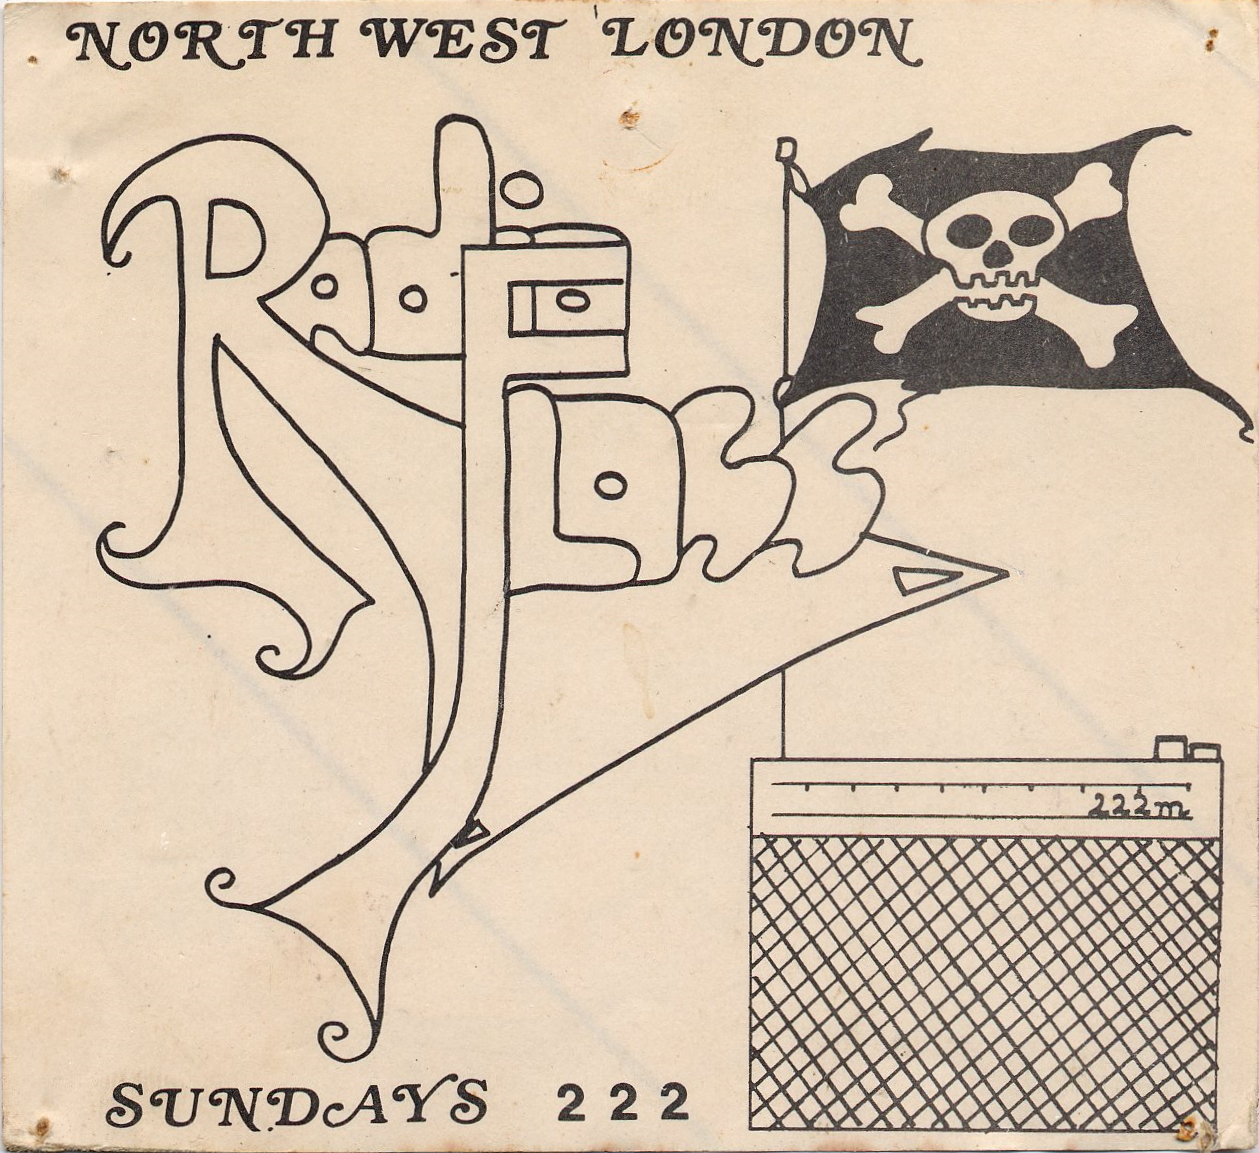 NORTH WEST LONDON
Radio
Floss
222m
SUNDAYS 222